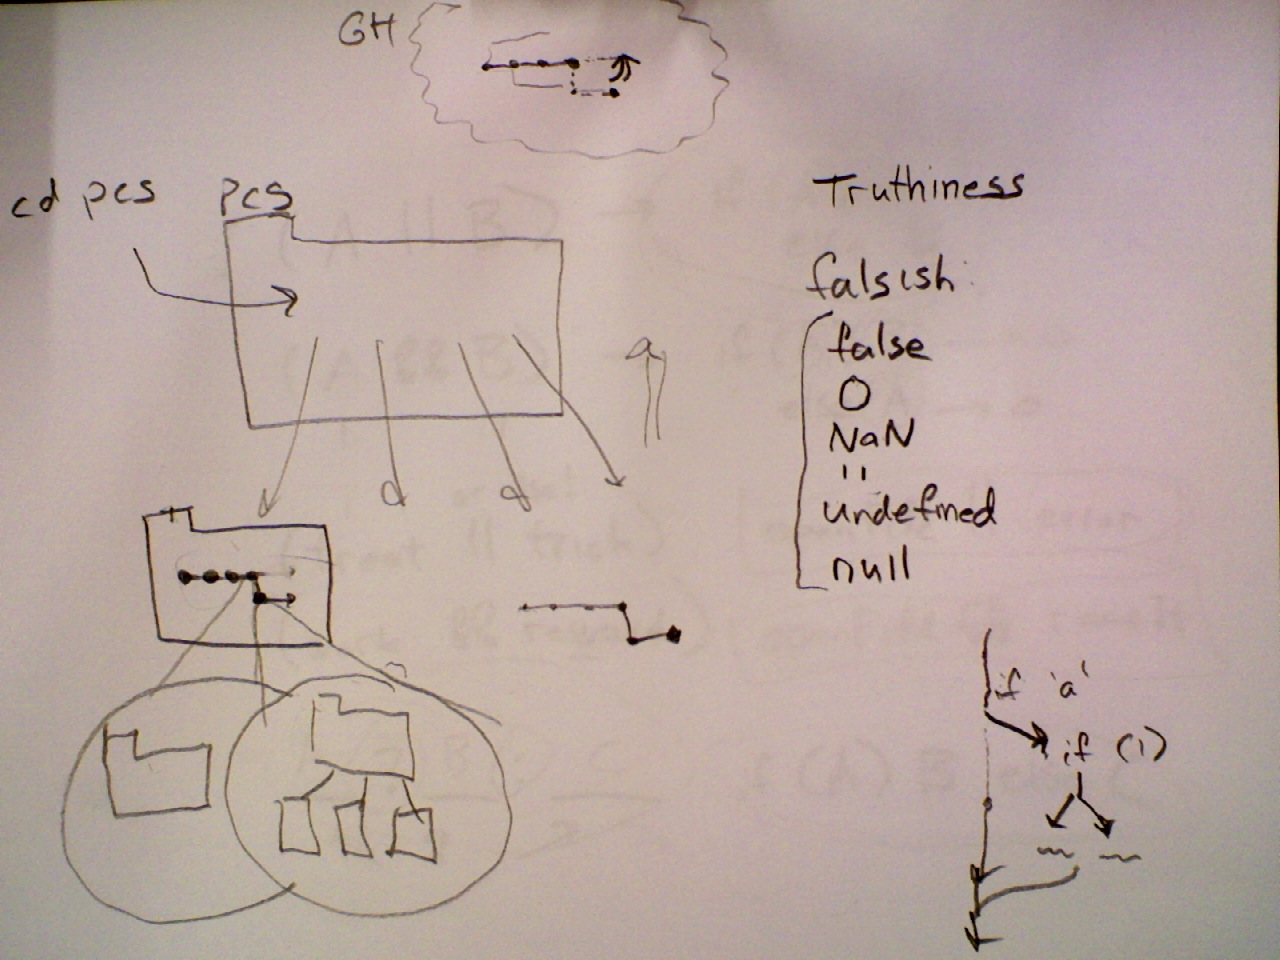 GH
cd pcs
pcs
Truthiness
falsish
false
0
NaN
"
undefined
null
if 'a'
if (1)